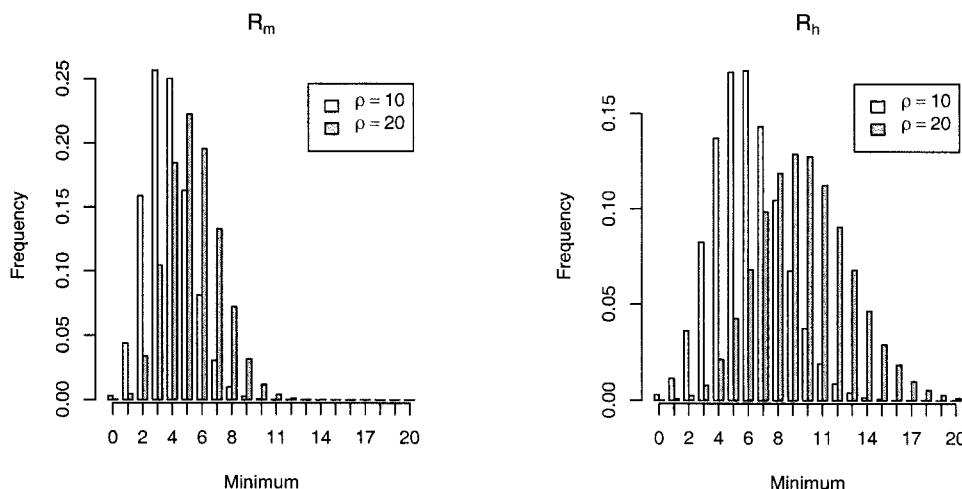 R_m
Frequency
0.25
0.20
0.15
0.10
0.05
0.00
ρ = 10
ρ = 20
0 2 4 6 8 11 14 17 20
Minimum
R_h
Frequency
0.15
0.10
0.05
0.00
ρ = 10
ρ = 20
0 2 4 6 8 11 14 17 20
Minimum